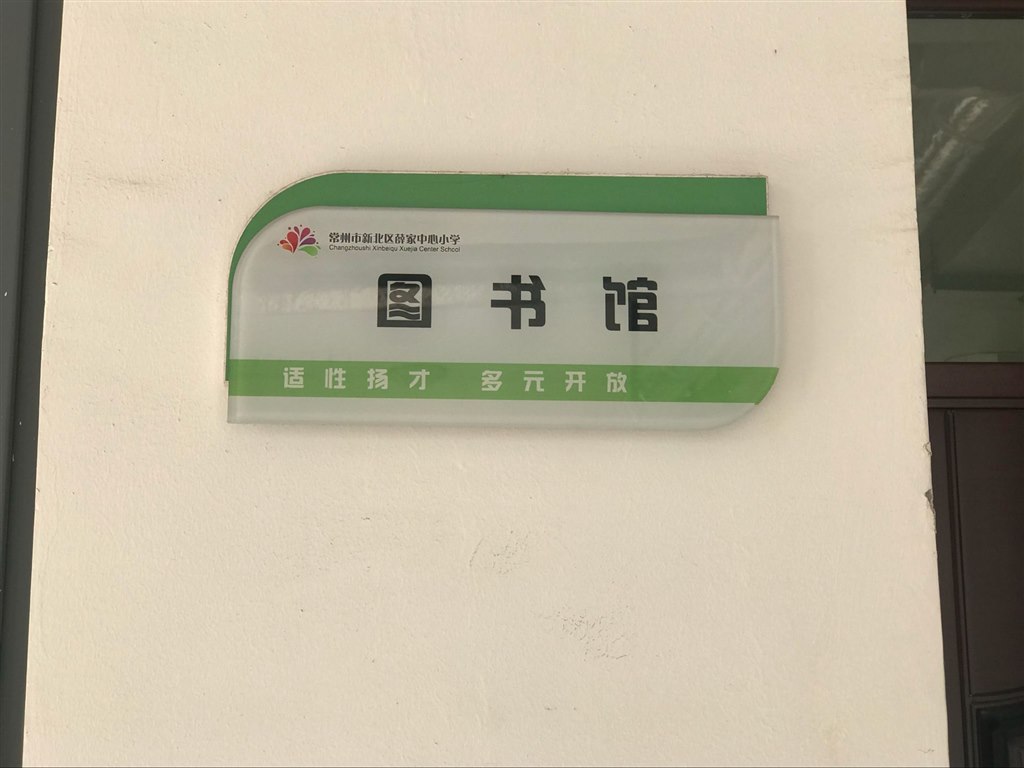 常州市新北区薛家中心小学
Changzhoushi Xinbeiqu Xuejia Center School
图书馆
适性扬才 多元开放